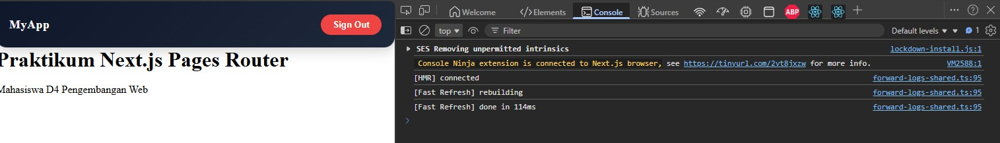 MyApp
Sign Out
Praktikum Next.js Pages Router
Mahasiswa D4 Pengembangan Web
Welcome
Elements
Console
Sources
ABP
top
Filter
Default levels
1
SES Removing unpermitted intrinsics lockdown-install.js:1
Console Ninja extension is connected to Next.js browser, see https://tinyurl.com/2vt8jxzw for more info. VM2588:1
[HMR] connected forward-logs-shared.ts:95
[Fast Refresh] rebuilding forward-logs-shared.ts:95
[Fast Refresh] done in 114ms forward-logs-shared.ts:95